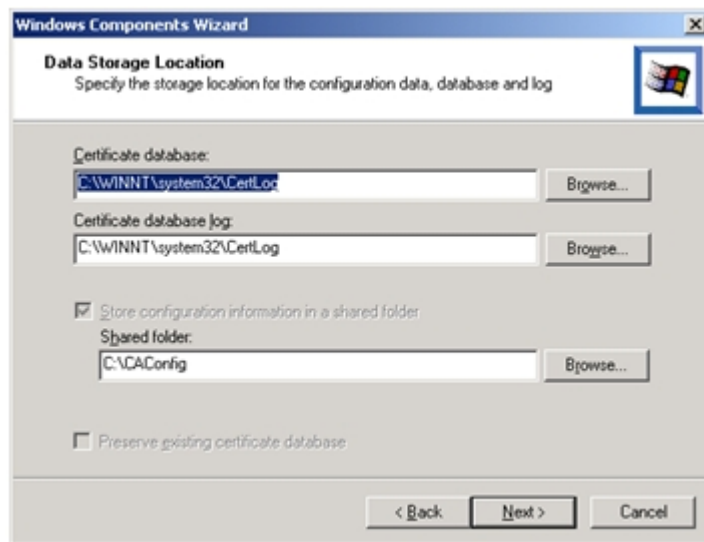 Windows Components Wizard
Data Storage Location
Specify the storage location for the configuration data, database and log
Certificate database:
C:\WINNT\system32\CertLog
Browse...
Certificate database log:
C:\WINNT\system32\CertLog
Browse...
Store configuration information in a shared folder
Shared folder:
C:\CAConfig
Browse...
Preserve existing certificate database
< Back
Next >
Cancel